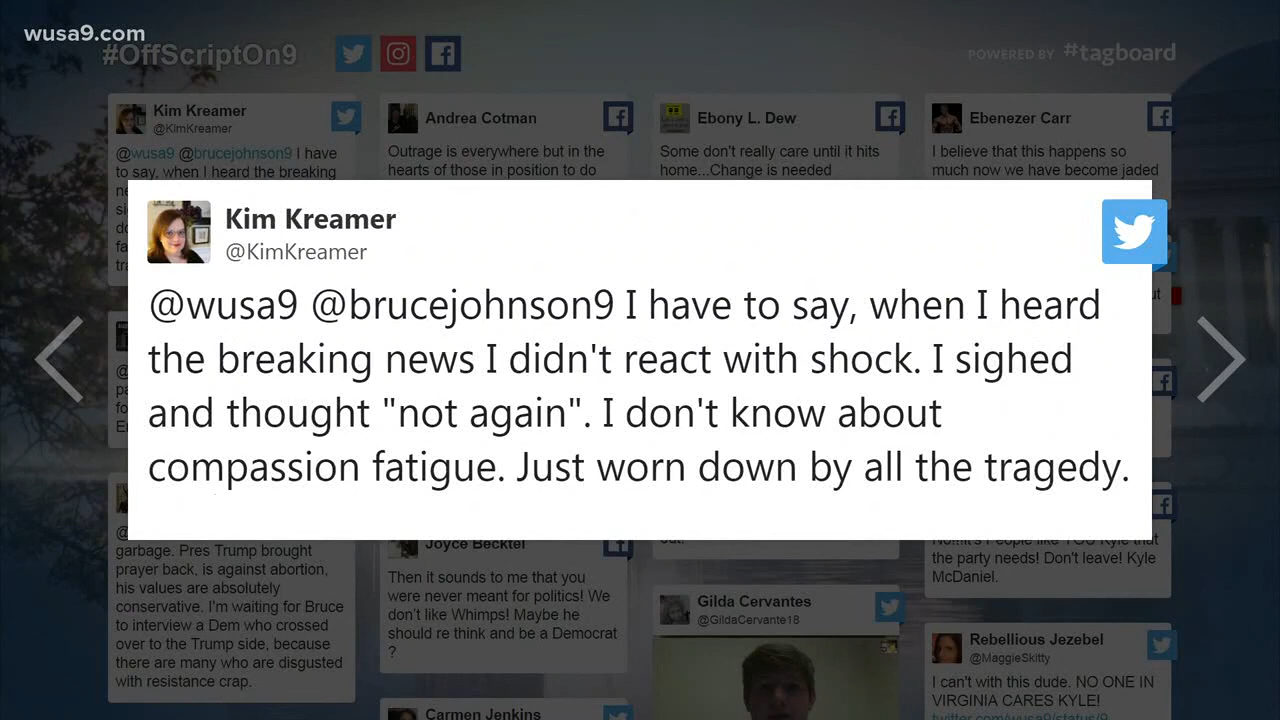 wusa9.com
#OffScriptOn9
POWERED BY #tagboard
Kim Kreamer
@KimKreamer
@wusa9 @brucejohnson9 I have
to say, when I heard the breaking
Andrea Cotman
Outrage is everywhere but in the
hearts of those in position to do
Ebony L. Dew
Some don't really care until it hits
home...Change is needed
Ebenezer Carr
I believe that this happens so
much now we have become jaded
Kim Kreamer
@KimKreamer
@wusa9 @brucejohnson9 I have to say, when I heard
the breaking news I didn't react with shock. I sighed
and thought "not again". I don't know about
compassion fatigue. Just worn down by all the tragedy.
garbage. Pres Trump brought
prayer back, is against abortion,
his values are absolutely
conservative. I'm waiting for Bruce
to interview a Dem who crossed
over to the Trump side, because
there are many who are disgusted
with resistance crap.
Joyce Becktel
Then it sounds to me that you
were never meant for politics! We
don't like Whimps! Maybe he
should re think and be a Democrat
?
Carmen Jenkins
Gilda Cervantes
@GildaCervante18
the party needs! Don't leave! Kyle
McDaniel.
Rebellious Jezebel
@MaggieSkitty
I can't with this dude. NO ONE IN
VIRGINIA CARES KYLE!
twitter.com/wusa9/status/9